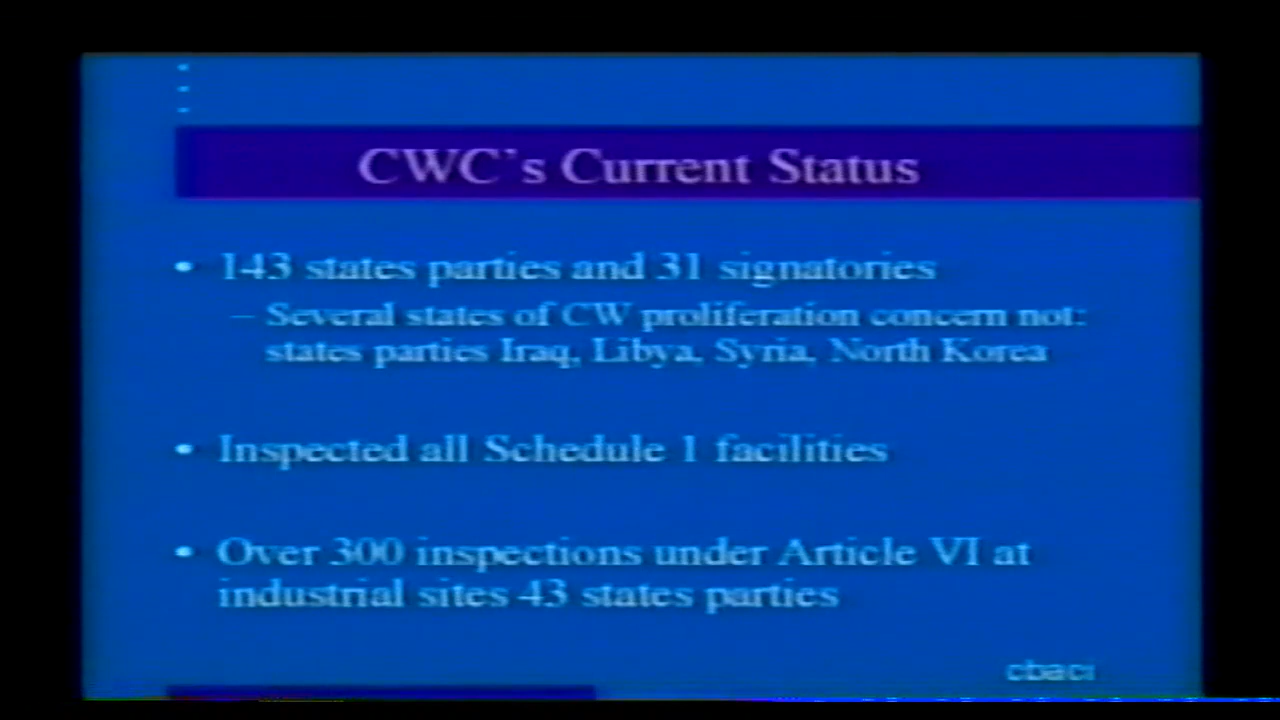 CWC's Current Status
• 143 states parties and 31 signatories
– Several states of CW proliferation concern not:
states parties Iraq, Libya, Syria, North Korea
• Inspected all Schedule 1 facilities
• Over 300 inspections under Article VI at
industrial sites 43 states parties
cbaci